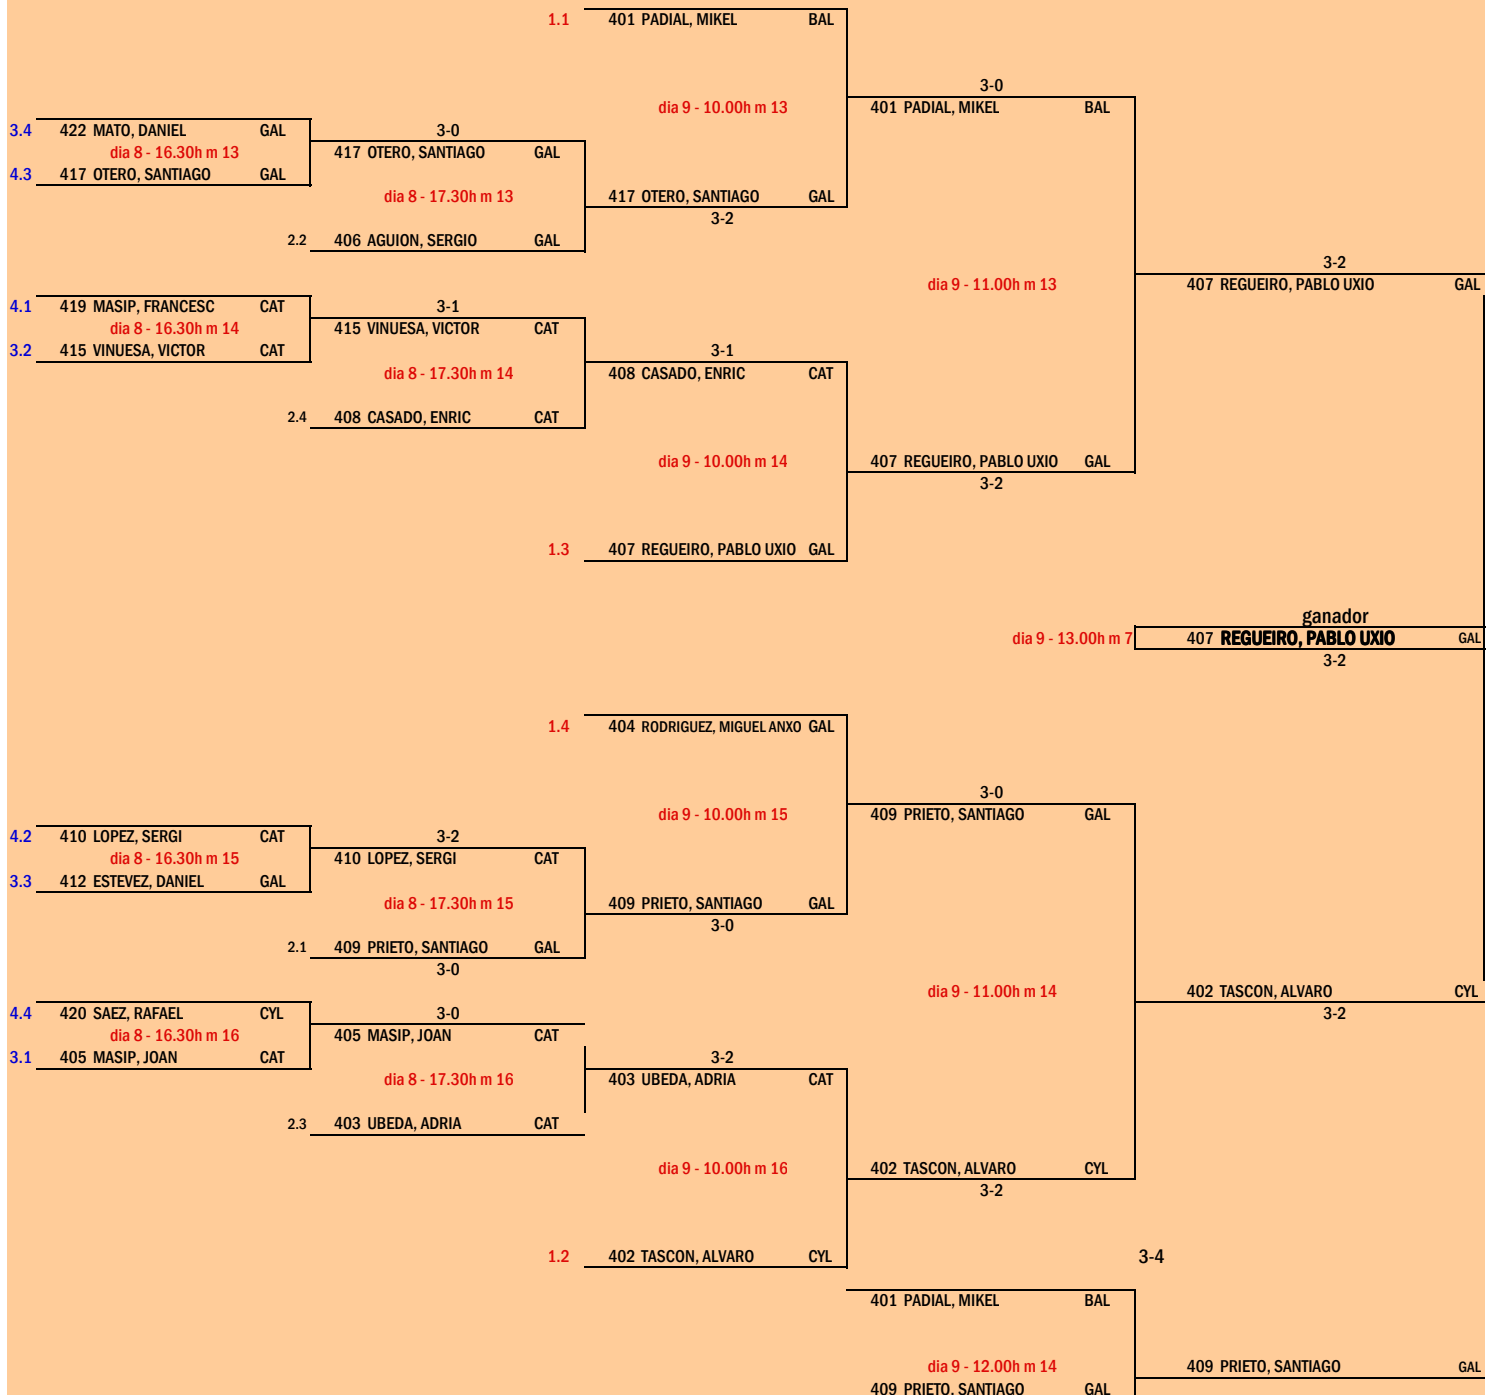 1.1 401 PADIAL, MIKEL BAL
3-0
dia 9 - 10.00h m 13 401 PADIAL, MIKEL BAL
3.4 422 MATO, DANIEL GAL 3-0
dia 8 - 16.30h m 13 417 OTERO, SANTIAGO GAL
4.3 417 OTERO, SANTIAGO GAL
dia 8 - 17.30h m 13 417 OTERO, SANTIAGO GAL
3-2
2.2 406 AGUION, SERGIO GAL
3-2
dia 9 - 11.00h m 13 407 REGUEIRO, PABLO UXIO GAL
4.1 419 MASIP, FRANCESC CAT 3-1
dia 8 - 16.30h m 14 415 VINUESA, VICTOR CAT
3.2 415 VINUESA, VICTOR CAT 3-1
dia 8 - 17.30h m 14 408 CASADO, ENRIC CAT
2.4 408 CASADO, ENRIC CAT
dia 9 - 10.00h m 14 407 REGUEIRO, PABLO UXIO GAL
3-2
1.3 407 REGUEIRO, PABLO UXIO GAL
ganador
dia 9 - 13.00h m 7 407 REGUEIRO, PABLO UXIO GAL
3-2
1.4 404 RODRIGUEZ, MIGUEL ANXO GAL
3-0
dia 9 - 10.00h m 15 409 PRIETO, SANTIAGO GAL
4.2 410 LOPEZ, SERGI CAT 3-2
dia 8 - 16.30h m 15 410 LOPEZ, SERGI CAT
3.3 412 ESTEVEZ, DANIEL GAL
dia 8 - 17.30h m 15 409 PRIETO, SANTIAGO GAL
3-0
2.1 409 PRIETO, SANTIAGO GAL
3-0
dia 9 - 11.00h m 14 402 TASCON, ALVARO CYL
4.4 420 SAEZ, RAFAEL CYL 3-0 3-2
dia 8 - 16.30h m 16 405 MASIP, JOAN CAT
3.1 405 MASIP, JOAN CAT 3-2
dia 8 - 17.30h m 16 403 UBEDA, ADRIA CAT
2.3 403 UBEDA, ADRIA CAT
dia 9 - 10.00h m 16 402 TASCON, ALVARO CYL
3-2
1.2 402 TASCON, ALVARO CYL 3-4
401 PADIAL, MIKEL BAL
dia 9 - 12.00h m 14 409 PRIETO, SANTIAGO GAL
409 PRIETO, SANTIAGO GAL